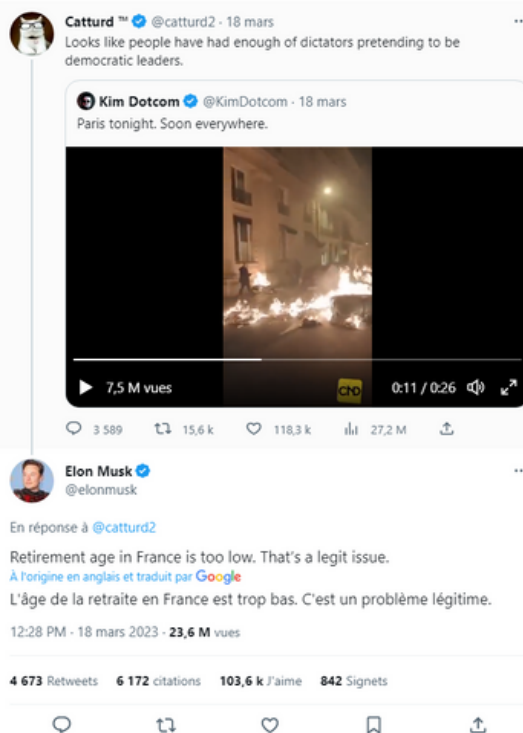 Catturd ™ @catturd2 · 18 mars
Looks like people have had enough of dictators pretending to be
democratic leaders.
Kim Dotcom @KimDotcom · 18 mars
Paris tonight. Soon everywhere.
7,5 M vues
CND
0:11 / 0:26
3 589 15,6 k 118,3 k 27,2 M
Elon Musk
@elonmusk
En réponse à @catturd2
Retirement age in France is too low. That's a legit issue.
À l'origine en anglais et traduit par Google
L'âge de la retraite en France est trop bas. C'est un problème légitime.
12:28 PM · 18 mars 2023 · 23,6 M vues
4 673 Retweets 6 172 citations 103,6 k J'aime 842 Signets